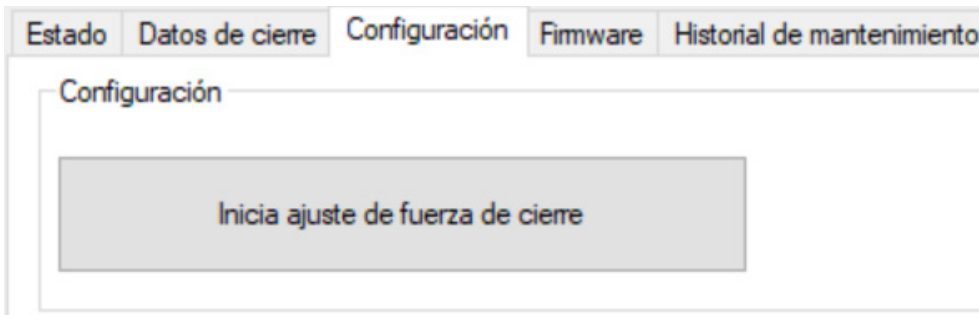 Estado Datos de cierre Configuración Firmware Historial de mantenimiento
Configuración
Inicia ajuste de fuerza de cierre